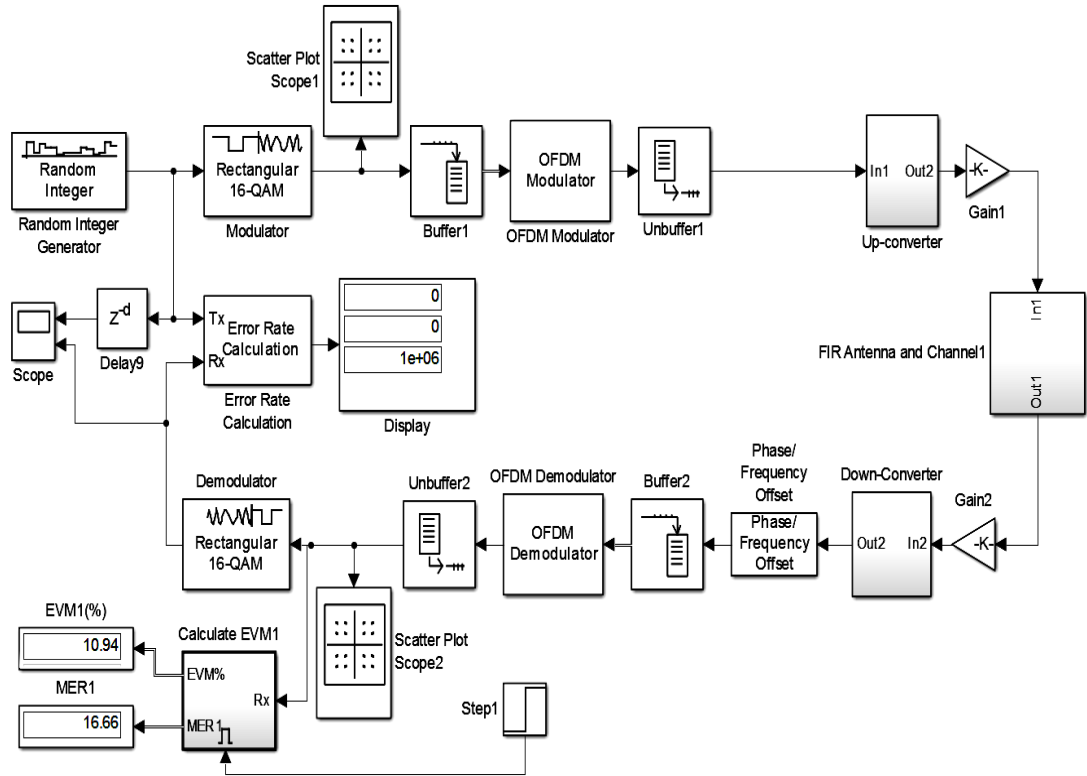 Scatter Plot
Scope1
Random
Integer
Random Integer
Generator
Rectangular
16-QAM
Modulator
Buffer1
OFDM
Modulator
OFDM Modulator
Unbuffer1
In1 Out2
Up-converter
-K-
Gain1
Scope
Z-d
Delay9
Tx
Rx
Error Rate
Calculation
Error Rate
Calculation
0
0
1e+06
Display
In1
Out1
FIR Antenna and Channel1
Demodulator
Rectangular
16-QAM
Unbuffer2
OFDM Demodulator
OFDM
Demodulator
Buffer2
Phase/
Frequency
Offset
Phase/
Frequency
Offset
Down-Converter
Out2 In2
Gain2
-K-
EVM1(%)
10.94
MER1
16.66
Calculate EVM1
EVM%
Rx
MER1
Scatter Plot
Scope2
Step1